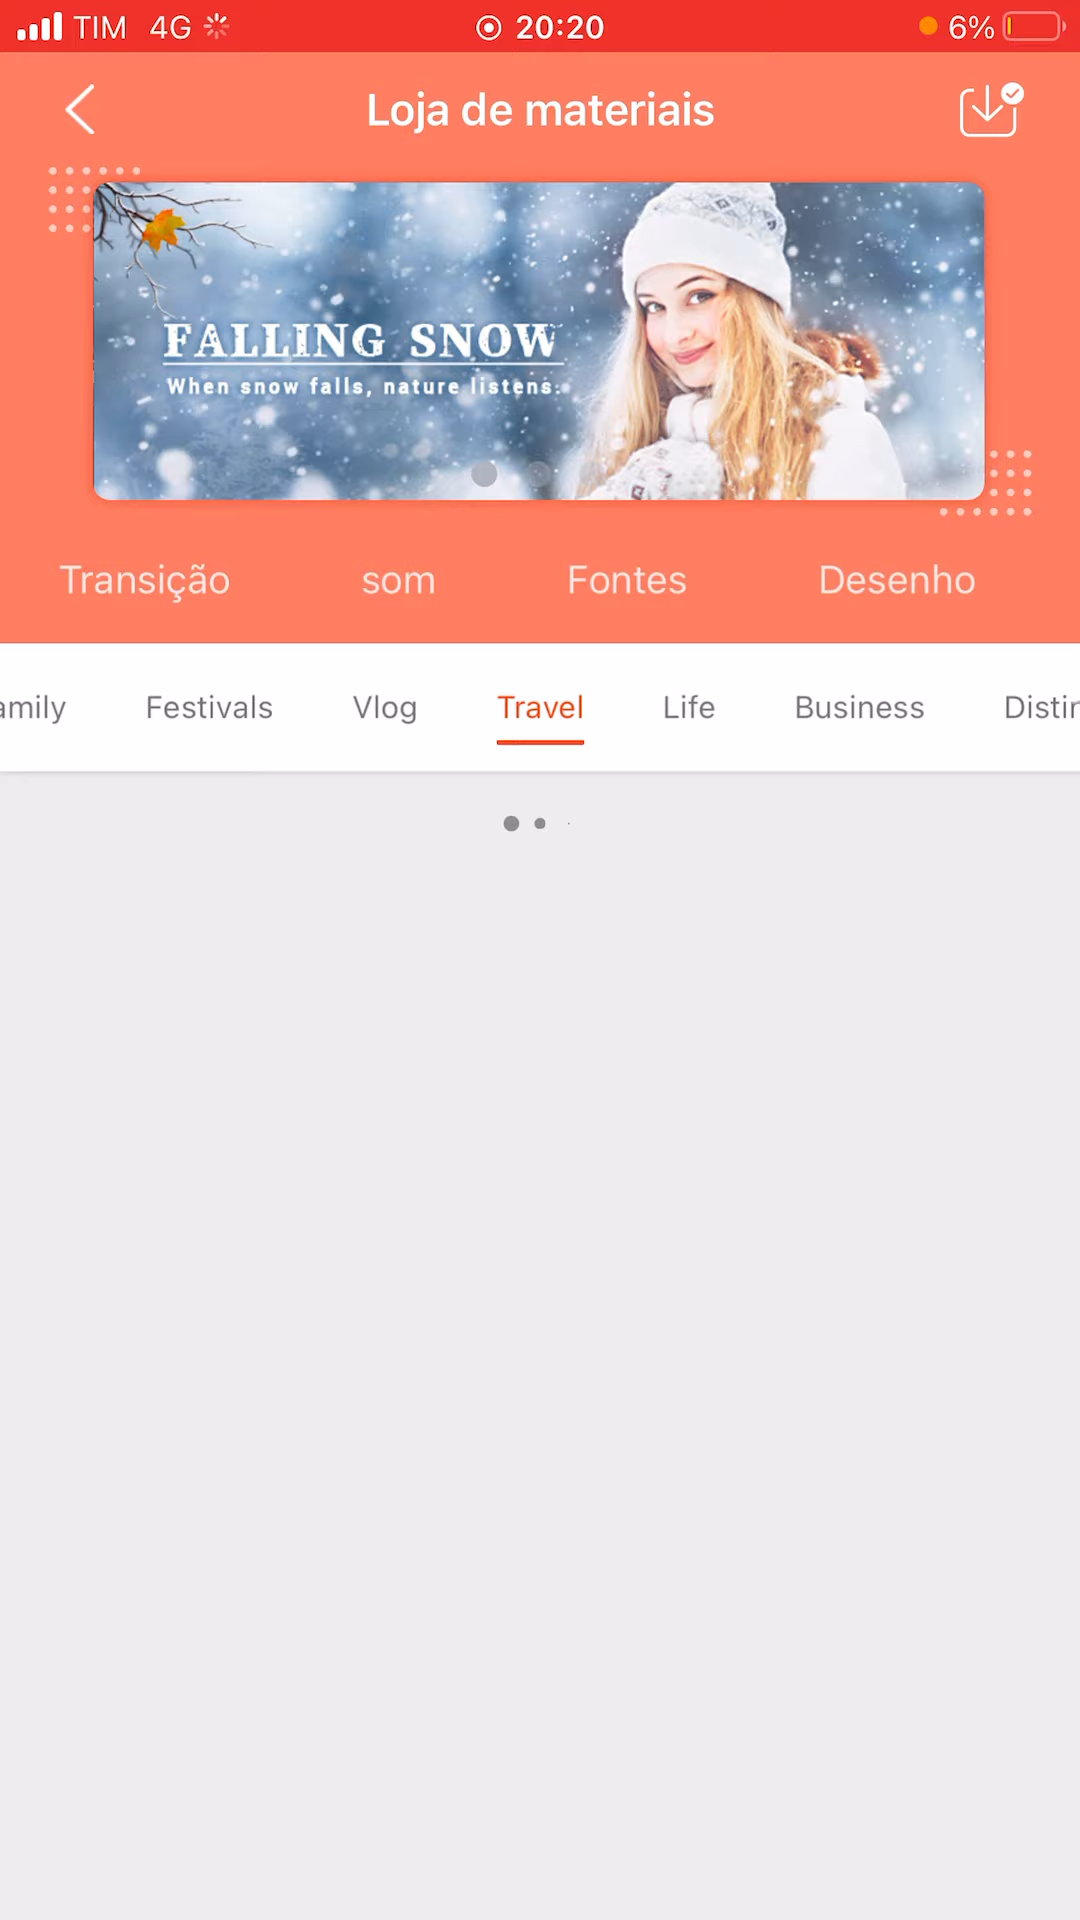 TIM 4G 20:20 6%
Loja de materiais
FALLING SNOW
When snow falls, nature listens.
Transição som Fontes Desenho
amily Festivals Vlog Travel Life Business Distin